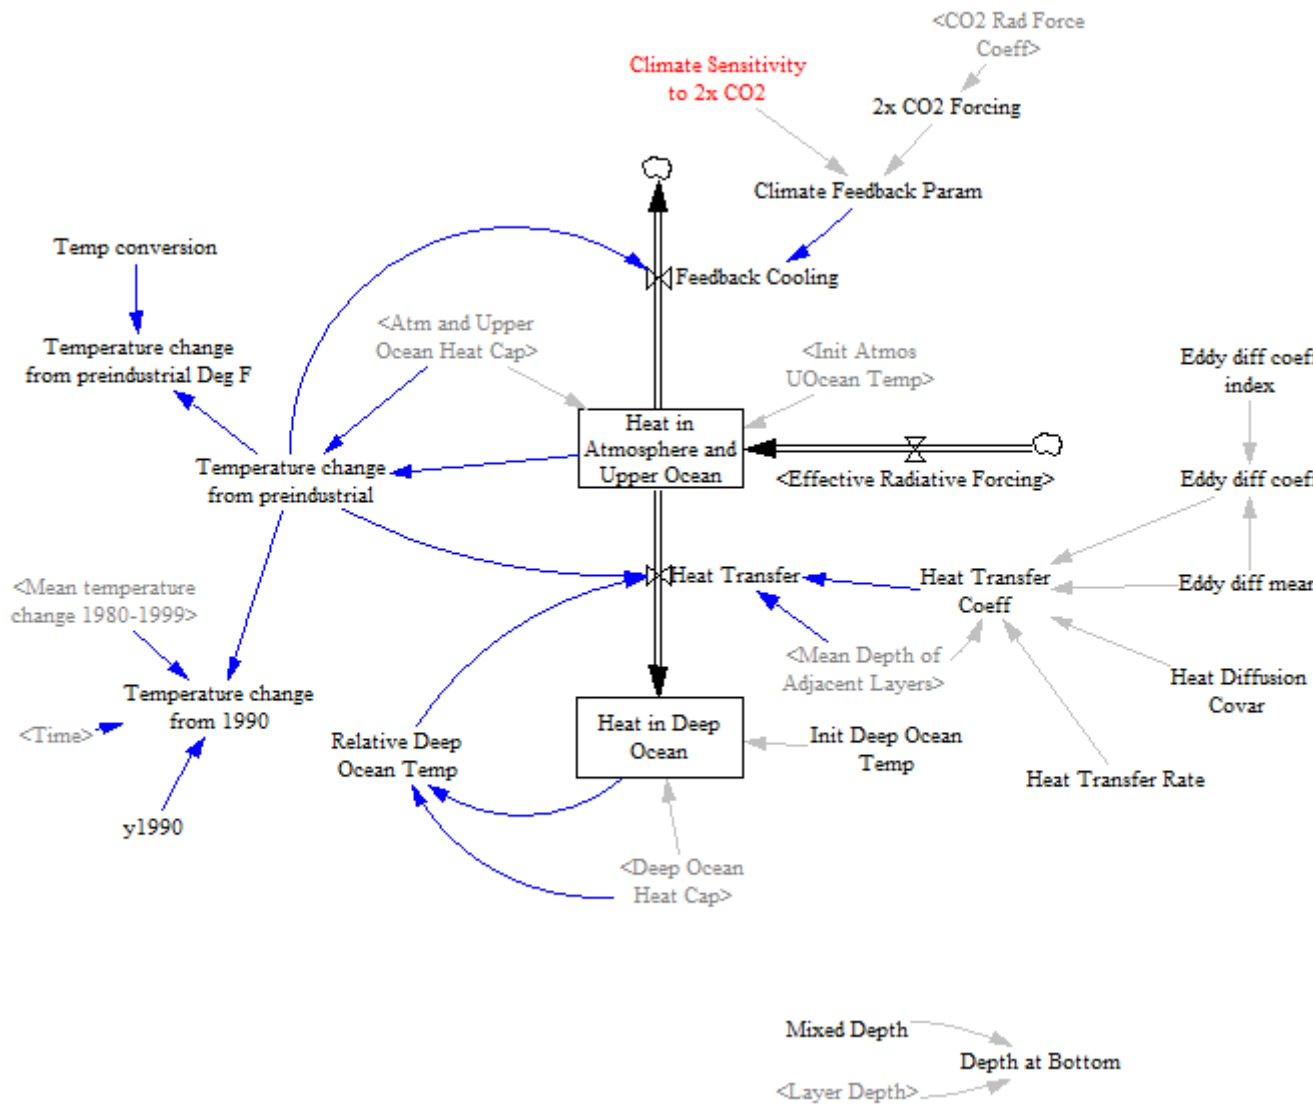 <CO2 Rad Force
Coeff>
Climate Sensitivity
to 2x CO2
2x CO2 Forcing
Climate Feedback Param
Temp conversion
Feedback Cooling
<Atm and Upper
Ocean Heat Cap>
Temperature change
from preindustrial Deg F
<Init Atmos
UOcean Temp>
Eddy diff coeff
index
Heat in
Atmosphere and
Upper Ocean
Temperature change
from preindustrial
<Effective Radiative Forcing>
Eddy diff coeff
Heat Transfer
Heat Transfer
Coeff
Eddy diff mean
<Mean temperature
change 1980-1999>
<Mean Depth of
Adjacent Layers>
Heat Diffusion
Covar
Temperature change
from 1990
<Time>
Relative Deep
Ocean Temp
Heat in Deep
Ocean
Init Deep Ocean
Temp
Heat Transfer Rate
y1990
<Deep Ocean
Heat Cap>
Mixed Depth
Depth at Bottom
<Layer Depth>